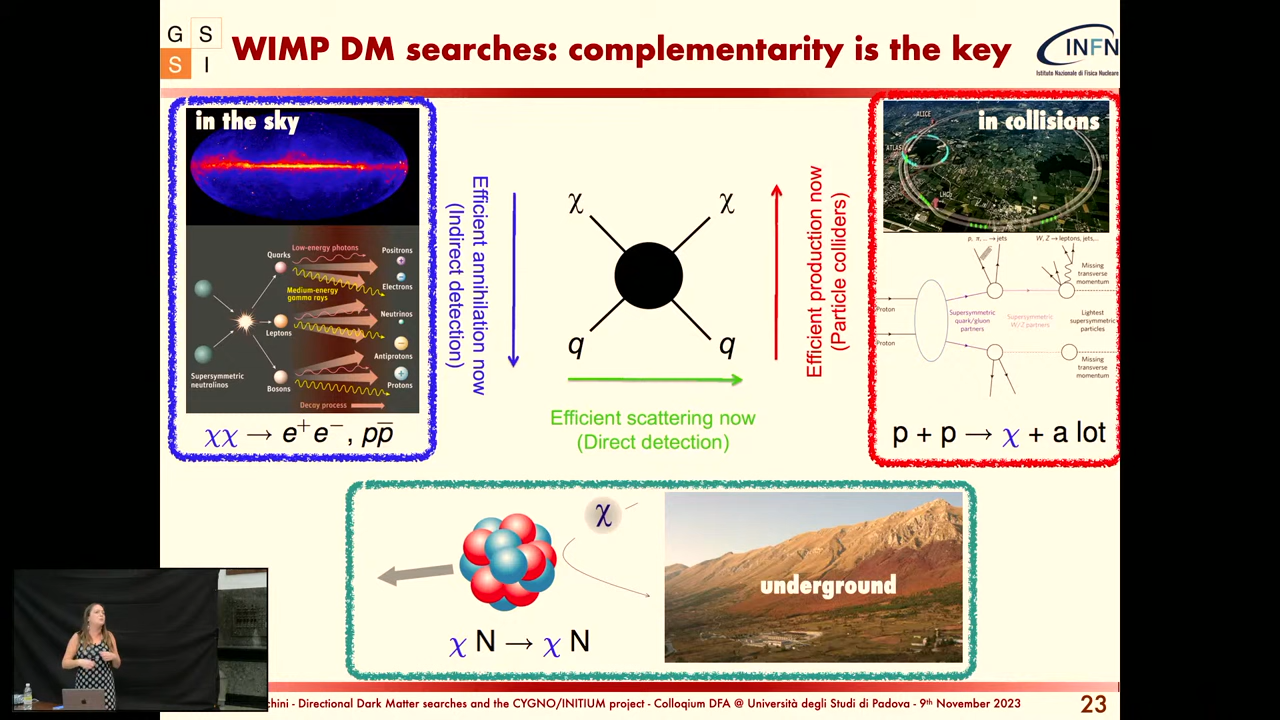 G S
S I
WIMP DM searches: complementarity is the key
INFN
Istituto Nazionale di Fisica Nucleare
in the sky
Low-energy photons
Positrons
Quarks
Medium-energy
gamma rays
Electrons
Neutrinos
Leptons
Antiprotons
Supersymmetric
neutralinos
Bosons
Protons
Decay process
χχ → e⁺e⁻, pp̅
Efficient annihilation now
(Indirect detection)
χ χ
q q
Efficient scattering now
(Direct detection)
Efficient production now
(Particle colliders)
in collisions
ALICE
ATLAS
LHCb
p, π, ... → jets
W, Z → leptons, jets,...
Missing
transverse
momentum
Proton
Supersymmetric
quark/gluon
partners
Supersymmetric
W/Z partners
Lightest
supersymmetric
particles
Proton
Missing
transverse
momentum
p + p → χ + a lot
χ
underground
χ N → χ N
chini - Directional Dark Matter searches and the CYGNO/INITIUM project - Colloqium DFA @ Università degli Studi di Padova - 9th November 2023
23